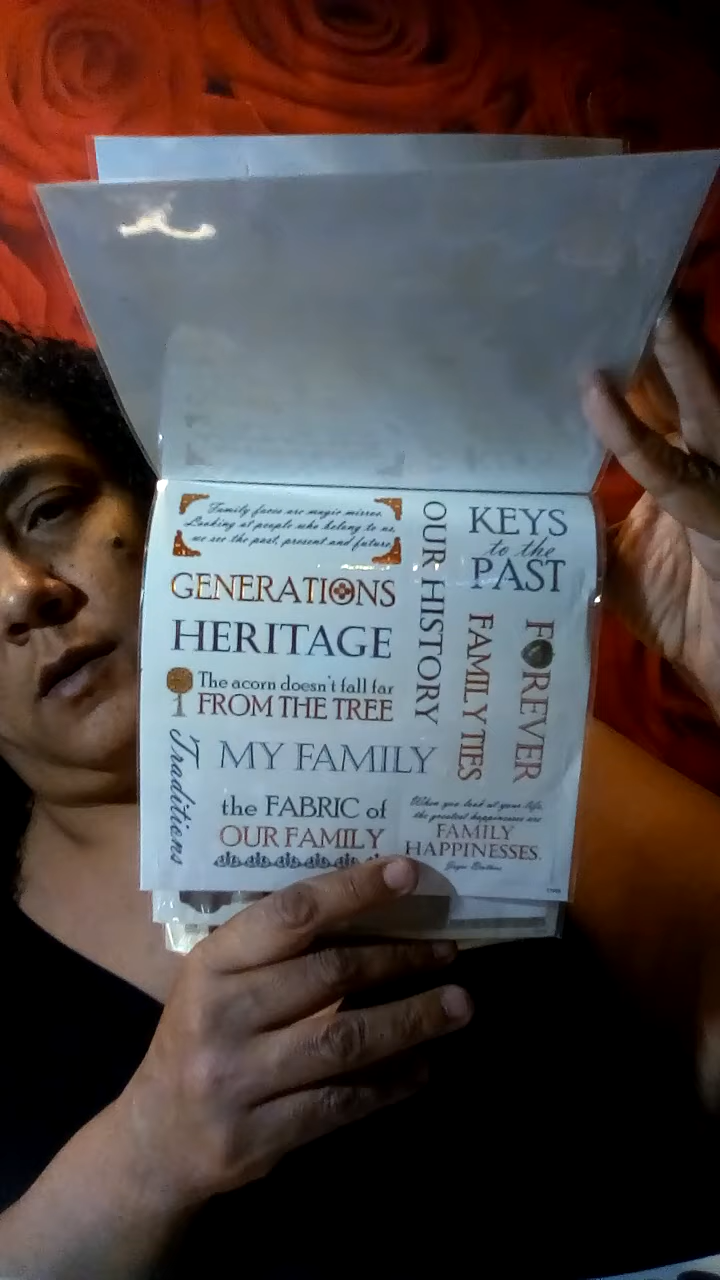 Family faces are magic mirrors.
Looking at people who belong to us,
we see the past, present and future.
GENERATIONS
HERITAGE
The acorn doesn't fall far
FROM THE TREE
Traditions
MY FAMILY
the FABRIC of
OUR FAMILY
OUR HISTORY
KEYS
to the
PAST
FAMILY TIES
FOREVER
When you look at your life,
the greatest happinesses are
FAMILY
HAPPINESSES.